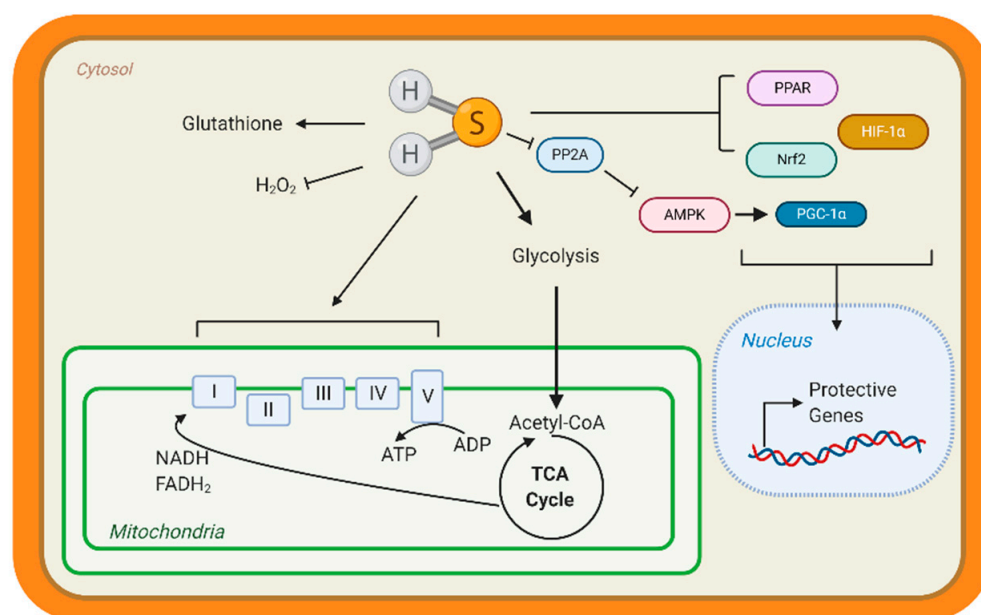 Cytosol
H
H
S
Glutathione
H₂O₂
PP2A
PPAR
HIF-1α
Nrf2
AMPK
PGC-1α
Glycolysis
I
II
III
IV
V
ATP
ADP
NADH
FADH₂
Acetyl-CoA
TCA
Cycle
Mitochondria
Nucleus
Protective
Genes